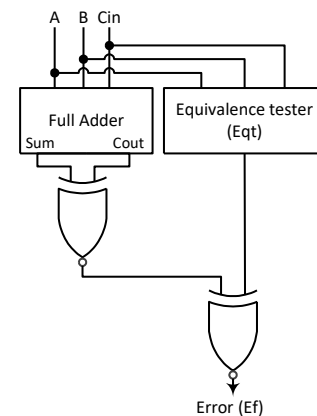 A B Cin
Full Adder
Sum Cout
Equivalence tester
(Eqt)
Error (Ef)